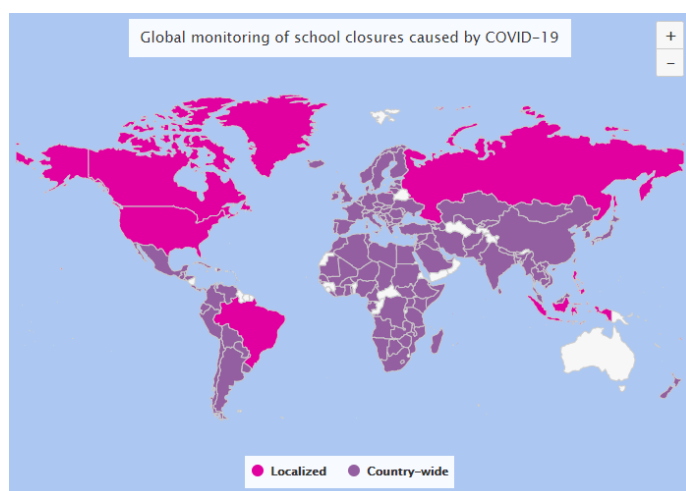 Global monitoring of school closures caused by COVID-19
+
−
Localized
Country-wide